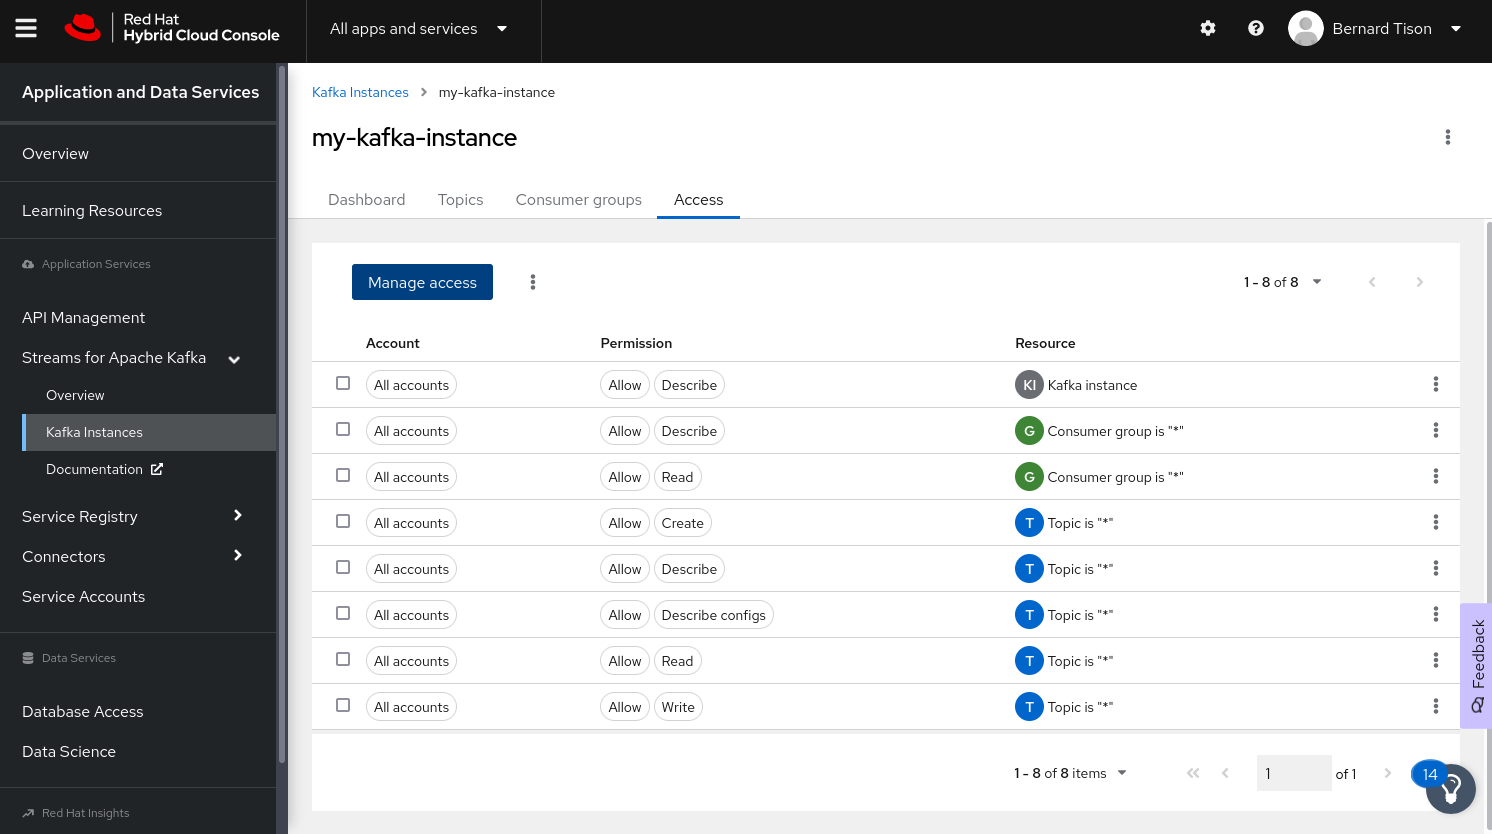 Red Hat
Hybrid Cloud Console
All apps and services
Bernard Tison
Application and Data Services
Overview
Learning Resources
Application Services
API Management
Streams for Apache Kafka
Overview
Kafka Instances
Documentation
Service Registry
Connectors
Service Accounts
Data Services
Database Access
Data Science
Red Hat Insights
Kafka Instances > my-kafka-instance
my-kafka-instance
Dashboard Topics Consumer groups Access
Manage access 1 - 8 of 8
Account Permission Resource
All accounts Allow Describe KI Kafka instance
All accounts Allow Describe G Consumer group is "*"
All accounts Allow Read G Consumer group is "*"
All accounts Allow Create T Topic is "*"
All accounts Allow Describe T Topic is "*"
All accounts Allow Describe configs T Topic is "*"
All accounts Allow Read T Topic is "*"
All accounts Allow Write T Topic is "*"
1 - 8 of 8 items 1 of 1
14
Feedback